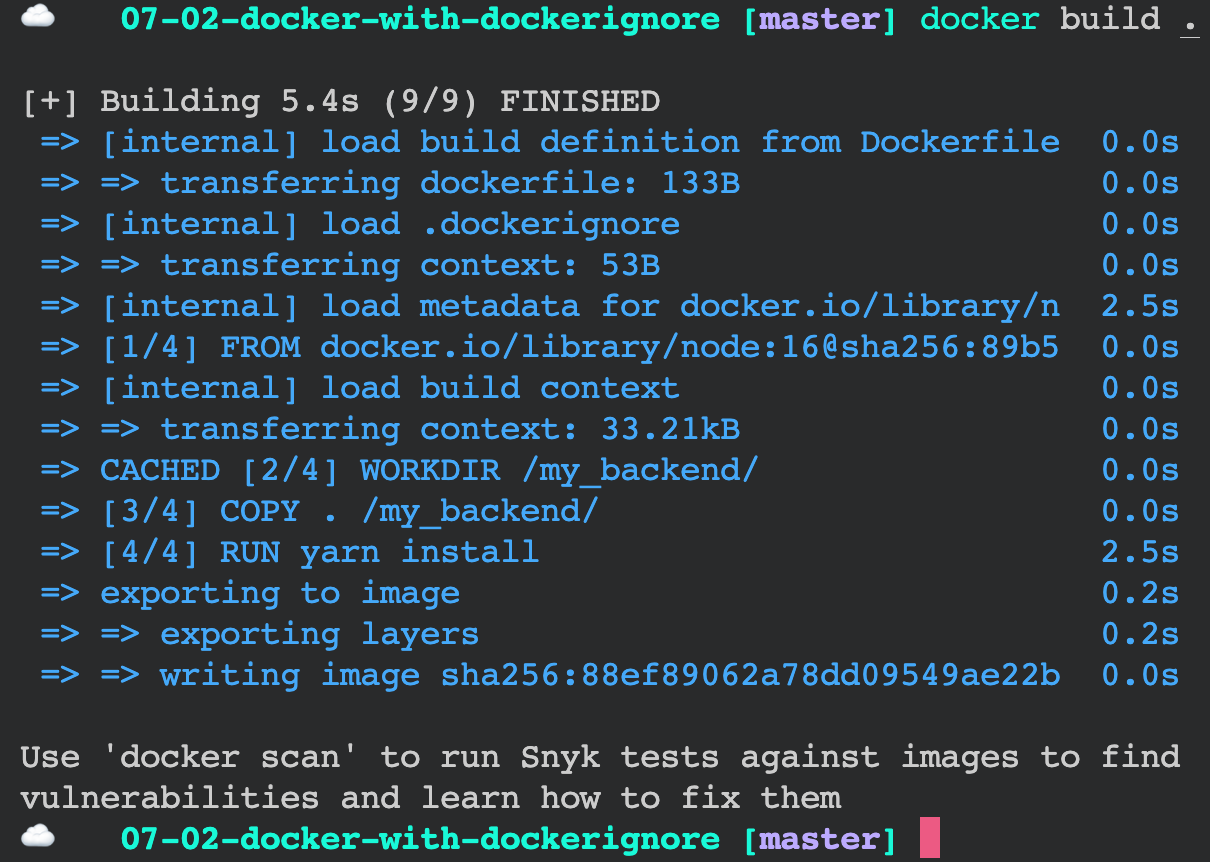 07-02-docker-with-dockerignore [master] docker build .
[+] Building 5.4s (9/9) FINISHED
=> [internal] load build definition from Dockerfile 0.0s
=> => transferring dockerfile: 133B 0.0s
=> [internal] load .dockerignore 0.0s
=> => transferring context: 53B 0.0s
=> [internal] load metadata for docker.io/library/n 2.5s
=> [1/4] FROM docker.io/library/node:16@sha256:89b5 0.0s
=> [internal] load build context 0.0s
=> => transferring context: 33.21kB 0.0s
=> CACHED [2/4] WORKDIR /my_backend/ 0.0s
=> [3/4] COPY . /my_backend/ 0.0s
=> [4/4] RUN yarn install 2.5s
=> exporting to image 0.2s
=> => exporting layers 0.2s
=> => writing image sha256:88ef89062a78dd09549ae22b 0.0s
Use 'docker scan' to run Snyk tests against images to find
vulnerabilities and learn how to fix them
07-02-docker-with-dockerignore [master]